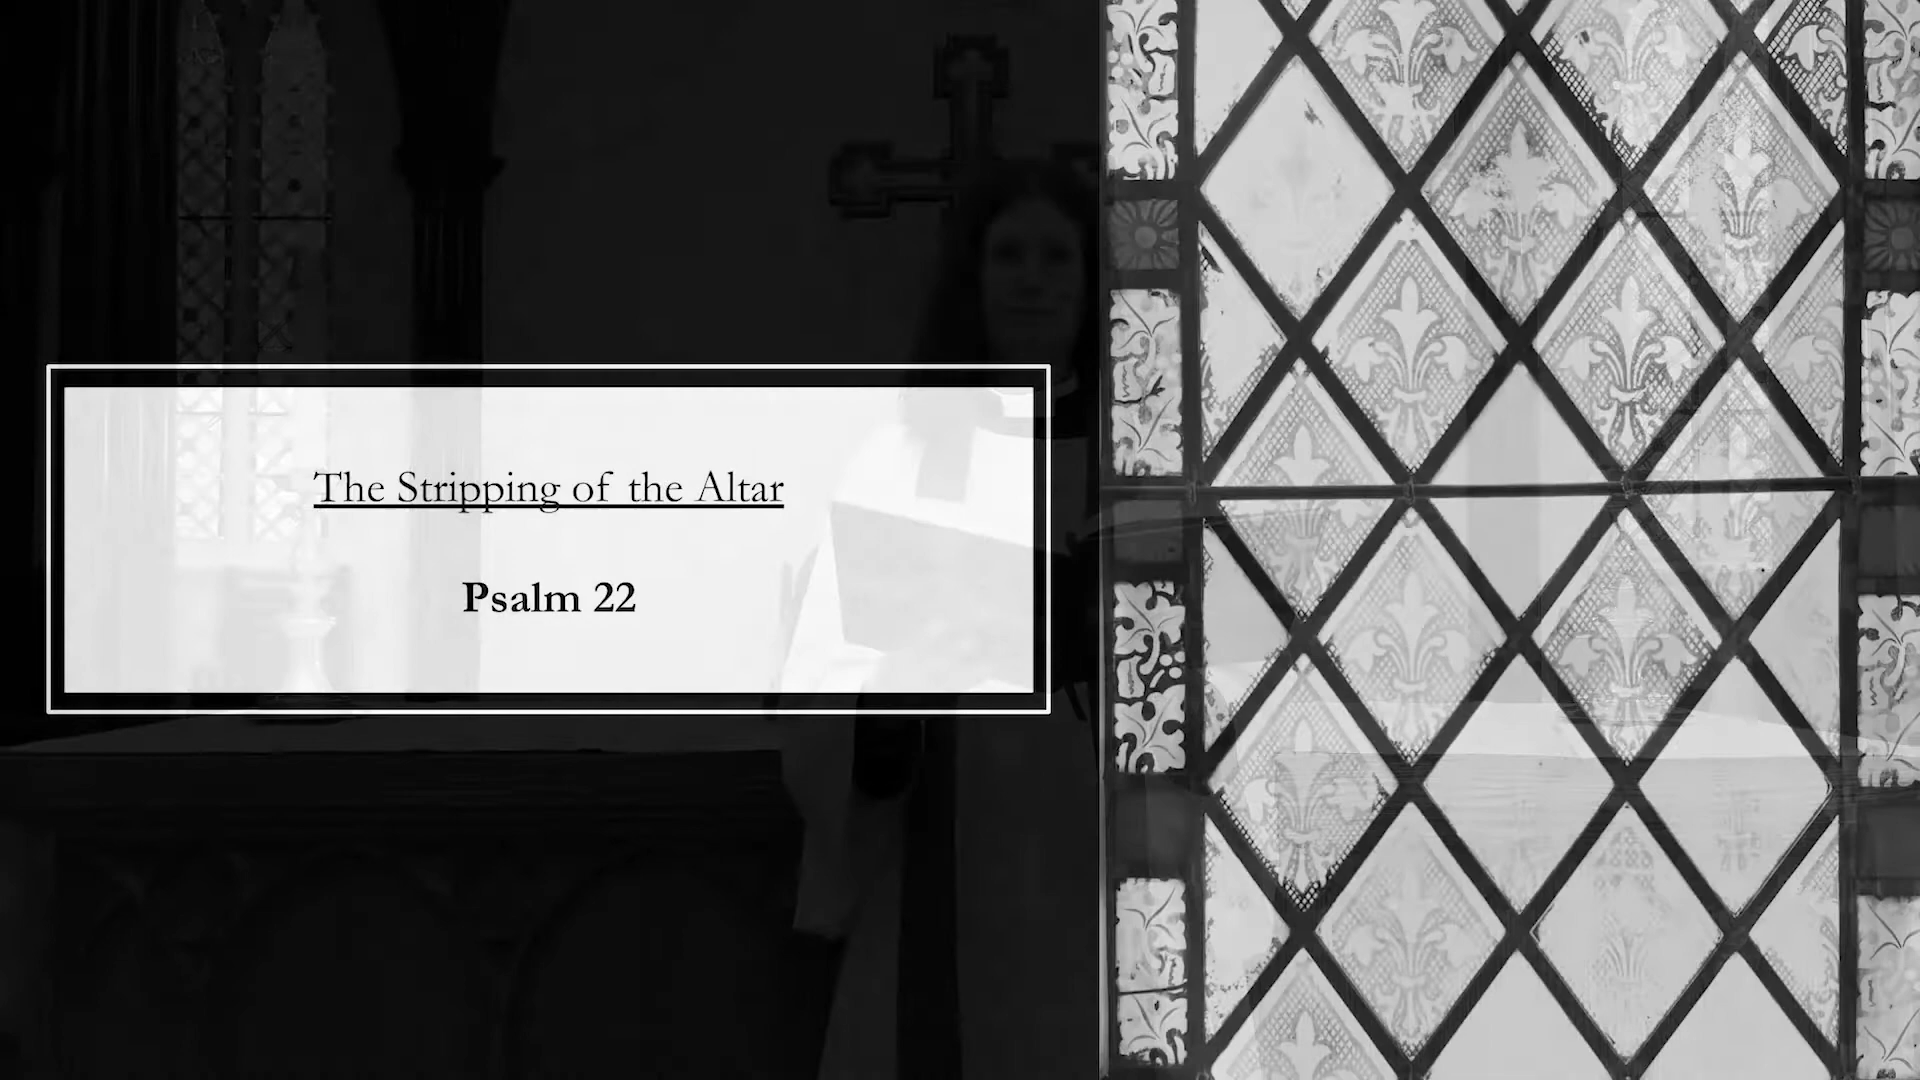 The Stripping of the Altar
Psalm 22